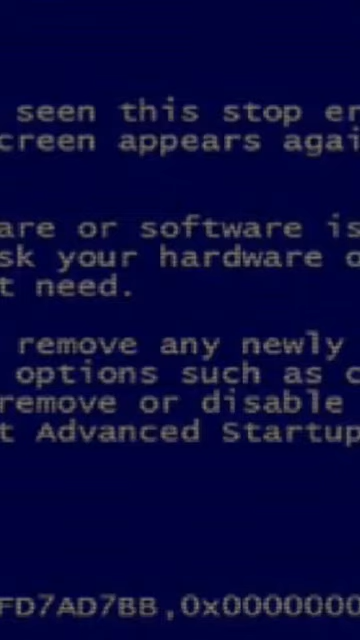 seen this stop er
creen appears agai
are or software is
sk your hardware o
t need.
remove any newly
options such as c
remove or disable
t Advanced Startup
FD7AD7BB,0x0000000